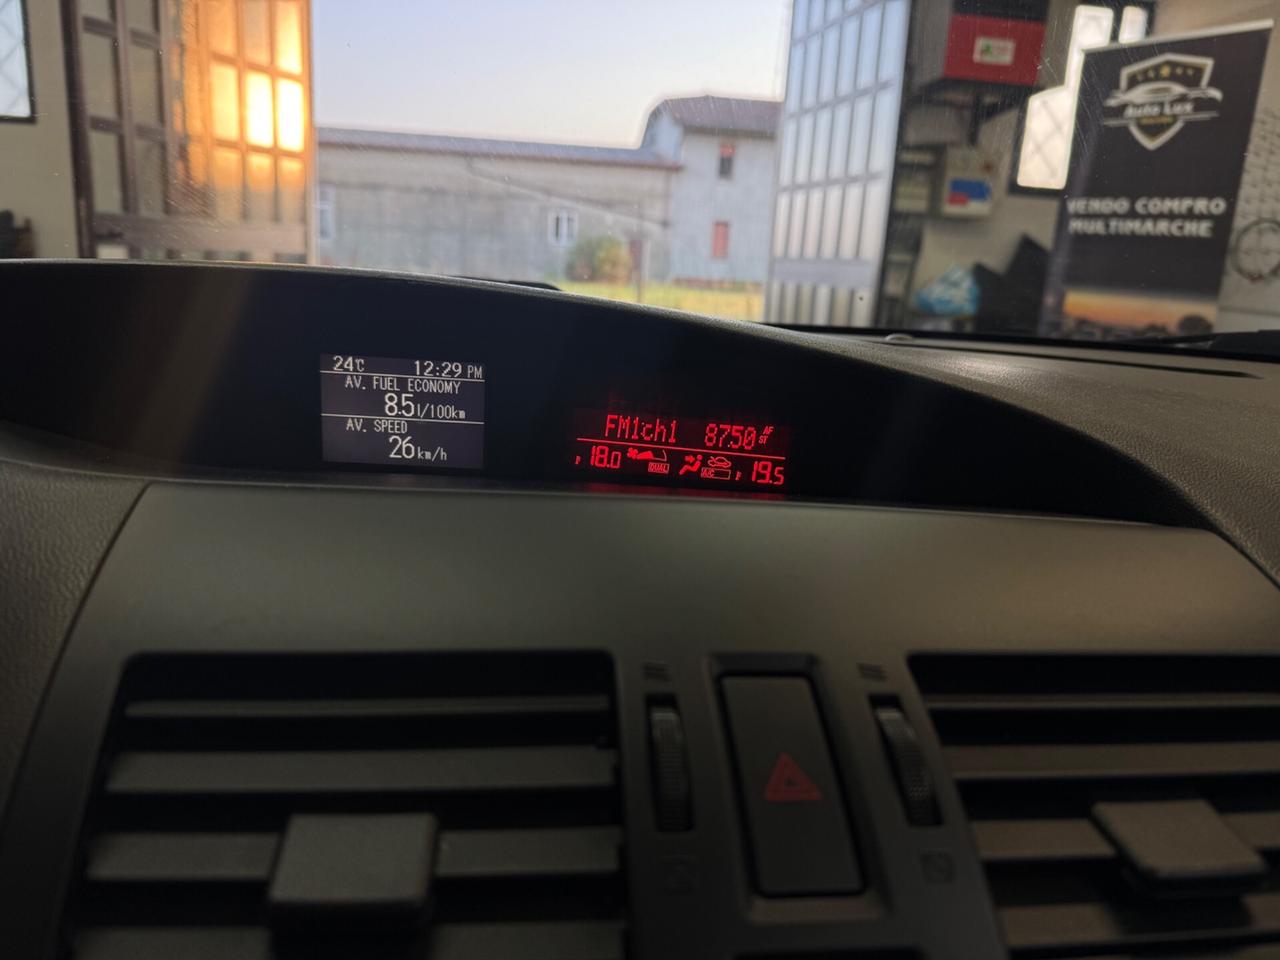 Auto Lux
VENDO COMPRO
MULTIMARCHE
24℃ 12:29 PM
AV. FUEL ECONOMY
8.5 l/100km
AV. SPEED
26 km/h
FM1ch1 87.50 AF ST
18.0 DUAL A/C 19.5